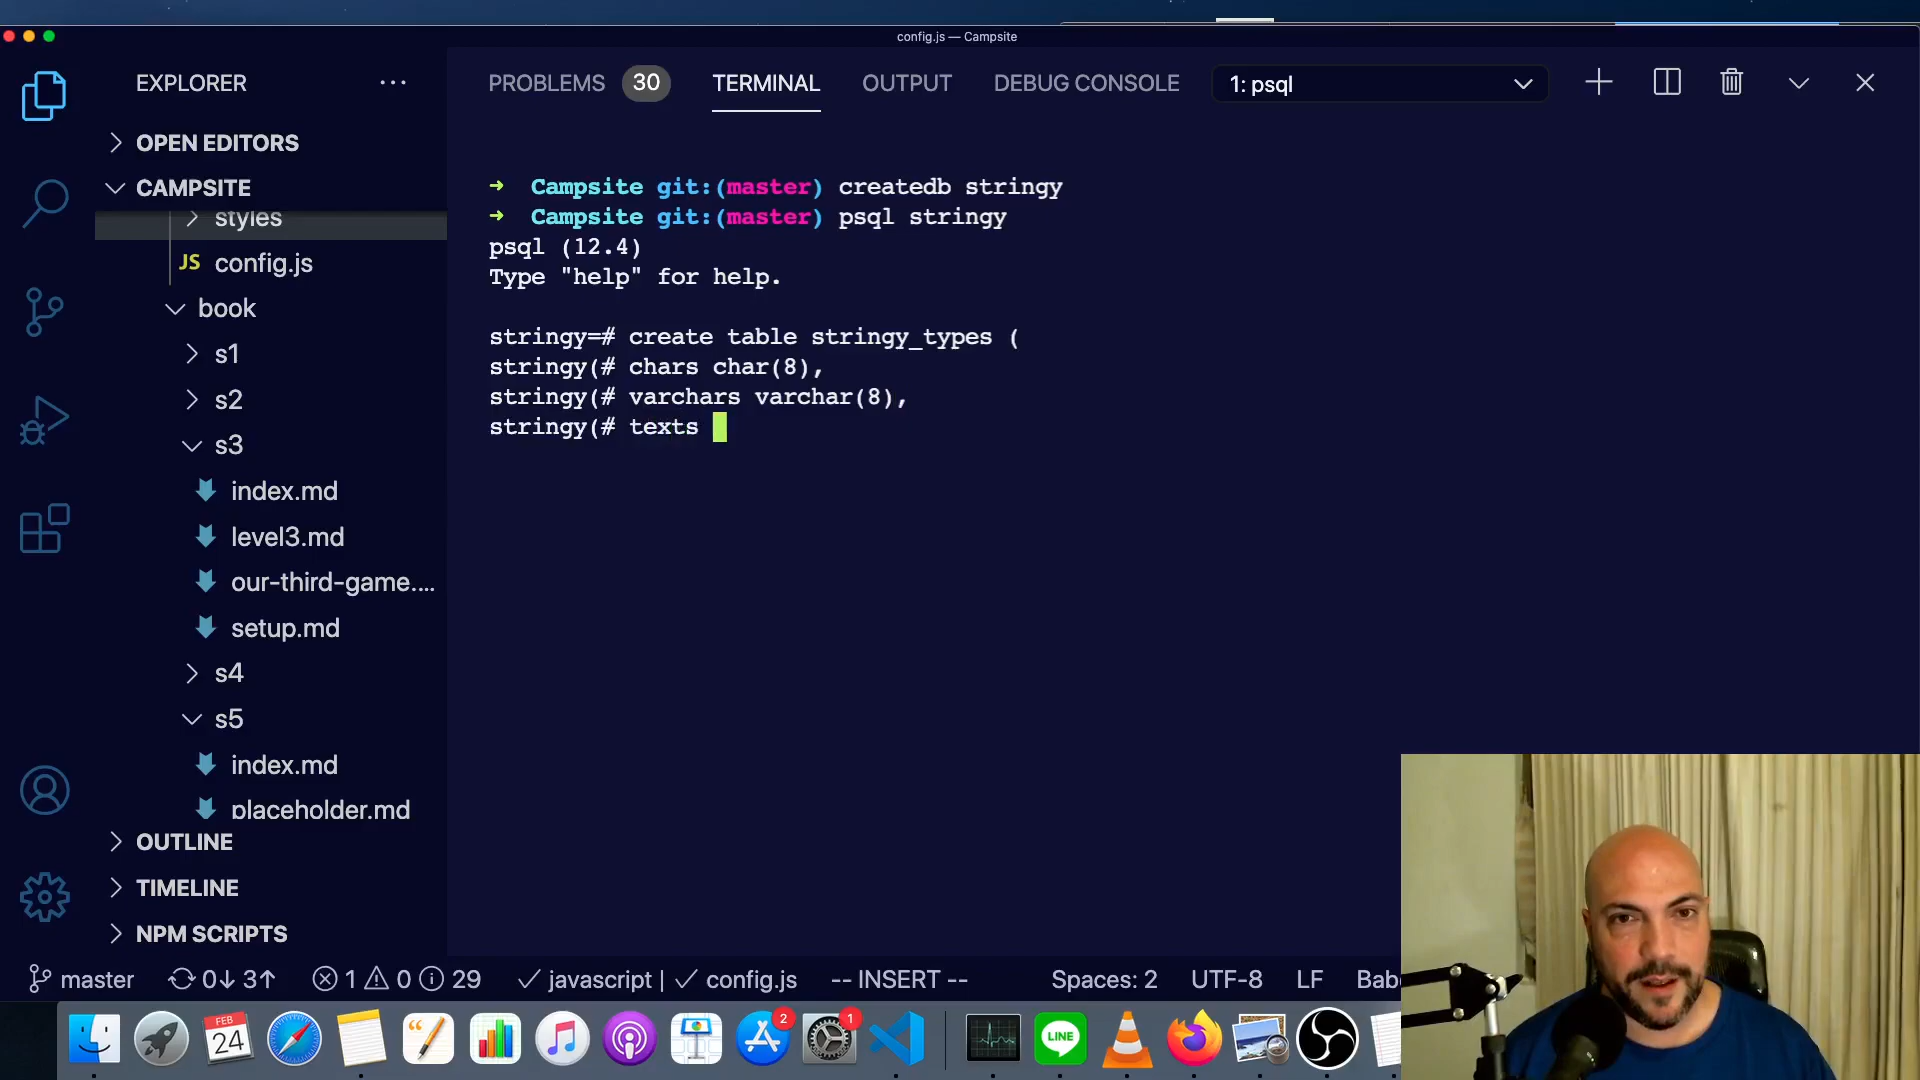 config.js — Campsite
EXPLORER
OPEN EDITORS
CAMPSITE
styles
JS config.js
book
s1
s2
s3
index.md
level3.md
our-third-game....
setup.md
s4
s5
index.md
placeholder.md
OUTLINE
TIMELINE
NPM SCRIPTS
PROBLEMS 30 TERMINAL OUTPUT DEBUG CONSOLE 1: psql
➜ Campsite git:(master) createdb stringy
➜ Campsite git:(master) psql stringy
psql (12.4)
Type "help" for help.
stringy=# create table stringy_types (
stringy(# chars char(8),
stringy(# varchars varchar(8),
stringy(# texts
master 0↓ 3↑ 1 0 29 javascript | config.js -- INSERT -- Spaces: 2 UTF-8 LF
FEB
24
2
1
LINE